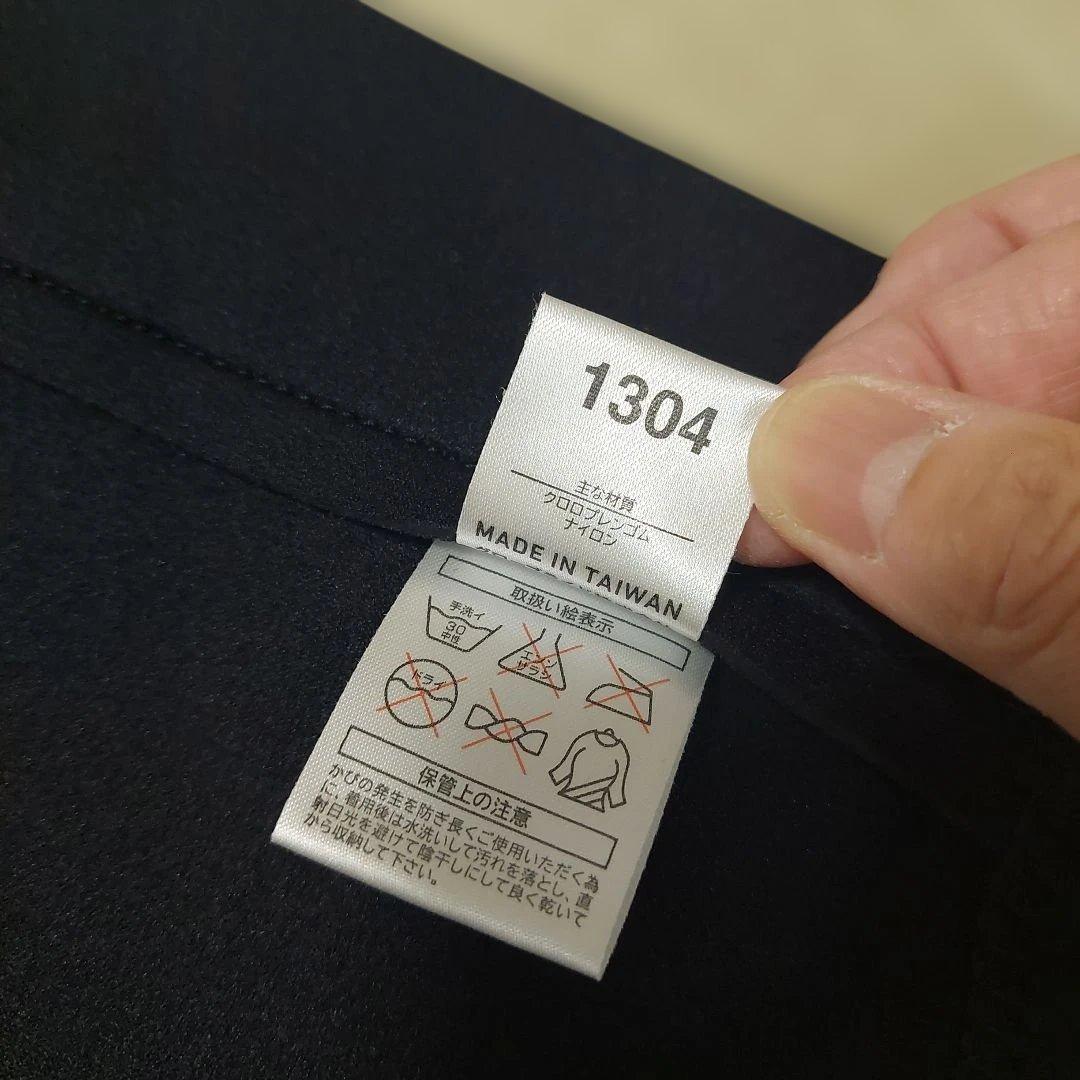 1304
主な材質
クロロプレンゴム
ナイロン
MADE IN TAIWAN
取扱い絵表示
手洗イ
30
中性
エンソ
サラシ
ドライ
保管上の注意
かびの発生を防ぎ長くご使用いただく為
に、着用後は水洗いして汚れを落とし、直
射日光を避けて陰干しにして良く乾いて
から収納して下さい。